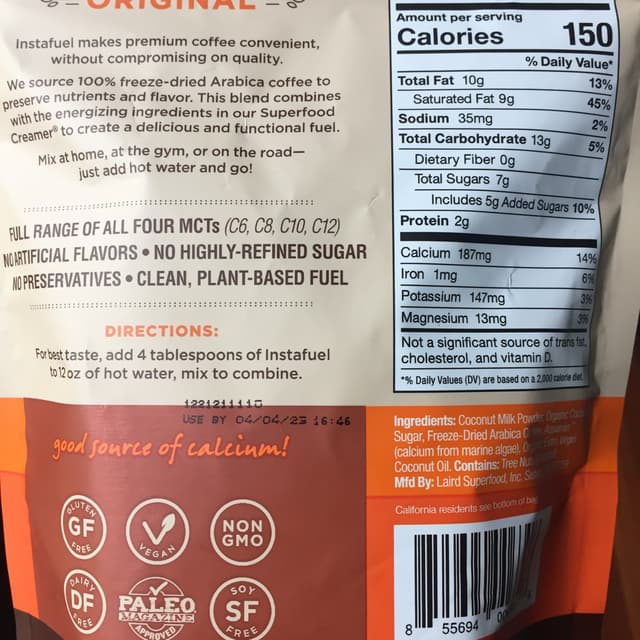 ORIGINAL
Instafuel makes premium coffee convenient,
without compromising on quality.
We source 100% freeze-dried Arabica coffee to
preserve nutrients and flavor. This blend combines
with the energizing ingredients in our Superfood
Creamer® to create a delicious and functional fuel.
Mix at home, at the gym, or on the road—
just add hot water and go!
FULL RANGE OF ALL FOUR MCTs (C6, C8, C10, C12)
NO ARTIFICIAL FLAVORS • NO HIGHLY-REFINED SUGAR
NO PRESERVATIVES • CLEAN, PLANT-BASED FUEL
DIRECTIONS:
For best taste, add 4 tablespoons of Instafuel
to 12 oz of hot water, mix to combine.
1221211110
USE BY 04/04/23 16:46
good source of calcium!
GLUTEN
GF
FREE
VEGAN
NON
GMO
DAIRY
DF
FREE
PALEO
MAGAZINE
APPROVED
SOY
SF
FREE
Amount per serving
Calories 150
% Daily Value*
Total Fat 10g 13%
Saturated Fat 9g 45%
Sodium 35mg 2%
Total Carbohydrate 13g 5%
Dietary Fiber 0g
Total Sugars 7g
Includes 5g Added Sugars 10%
Protein 2g
Calcium 187mg 14%
Iron 1mg 6%
Potassium 147mg 3%
Magnesium 13mg 3%
Not a significant source of trans fat,
cholesterol, and vitamin D.
*% Daily Values (DV) are based on a 2,000 calorie diet.
Ingredients: Coconut Milk Powder, Organic
Sugar, Freeze-Dried Arabica
(calcium from marine algae), Extra Virgin
Coconut Oil. Contains: Tree
Mfd By: Laird Superfood, Inc.
California residents see bottom of bag
8 55694